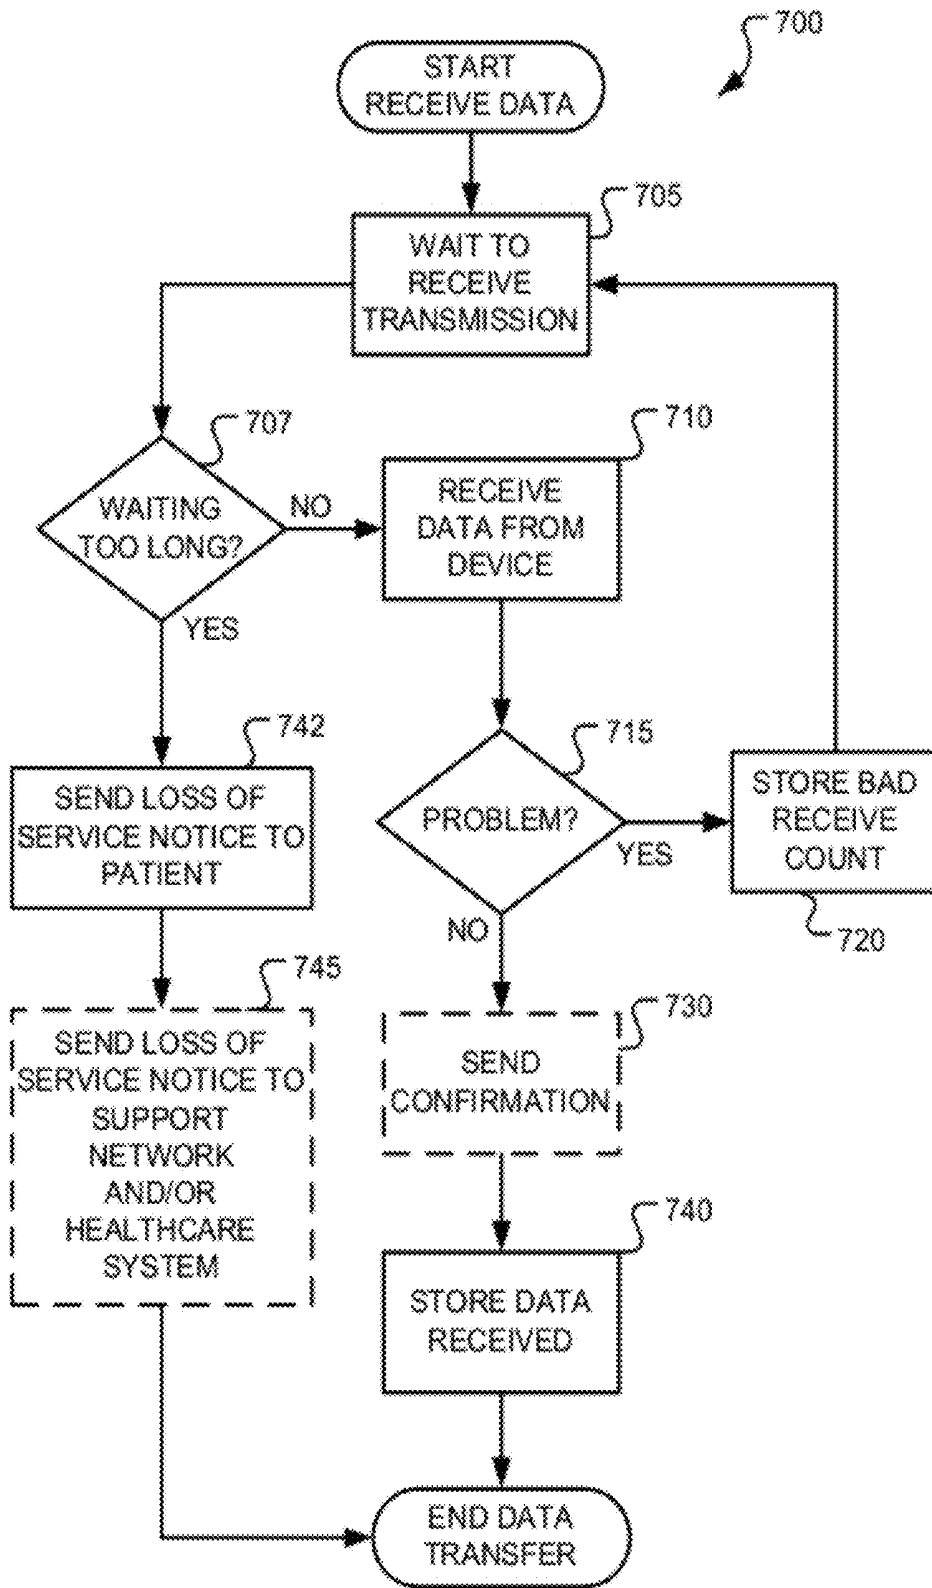 700
START
RECEIVE DATA
705
WAIT TO
RECEIVE
TRANSMISSION
707
WAITING
TOO LONG?
NO
YES
710
RECEIVE
DATA FROM
DEVICE
742
SEND LOSS OF
SERVICE NOTICE TO
PATIENT
715
PROBLEM?
YES
NO
STORE BAD
RECEIVE
COUNT
720
745
SEND LOSS OF
SERVICE NOTICE TO
SUPPORT
NETWORK
AND/OR
HEALTHCARE
SYSTEM
730
SEND
CONFIRMATION
740
STORE DATA
RECEIVED
END DATA
TRANSFER